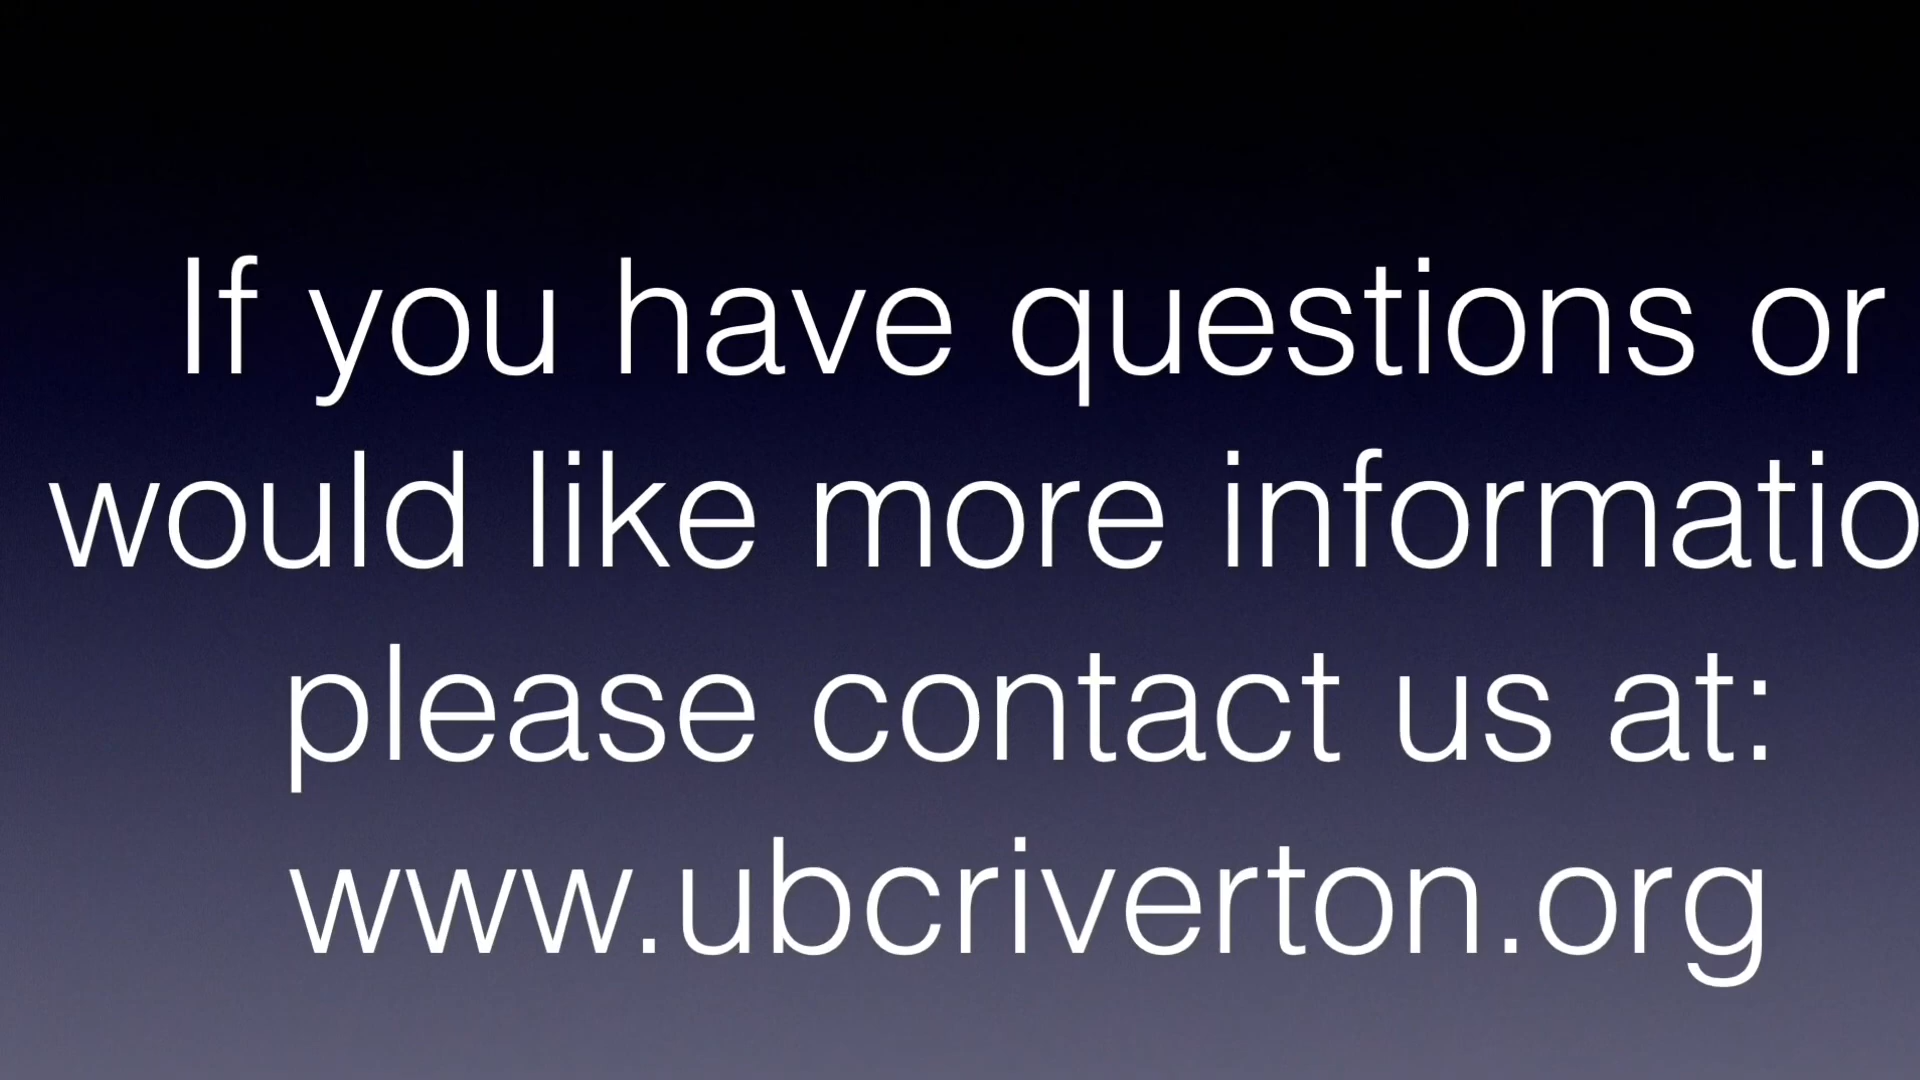 If you have questions or
would like more informatio
please contact us at:
www.ubcriverton.org